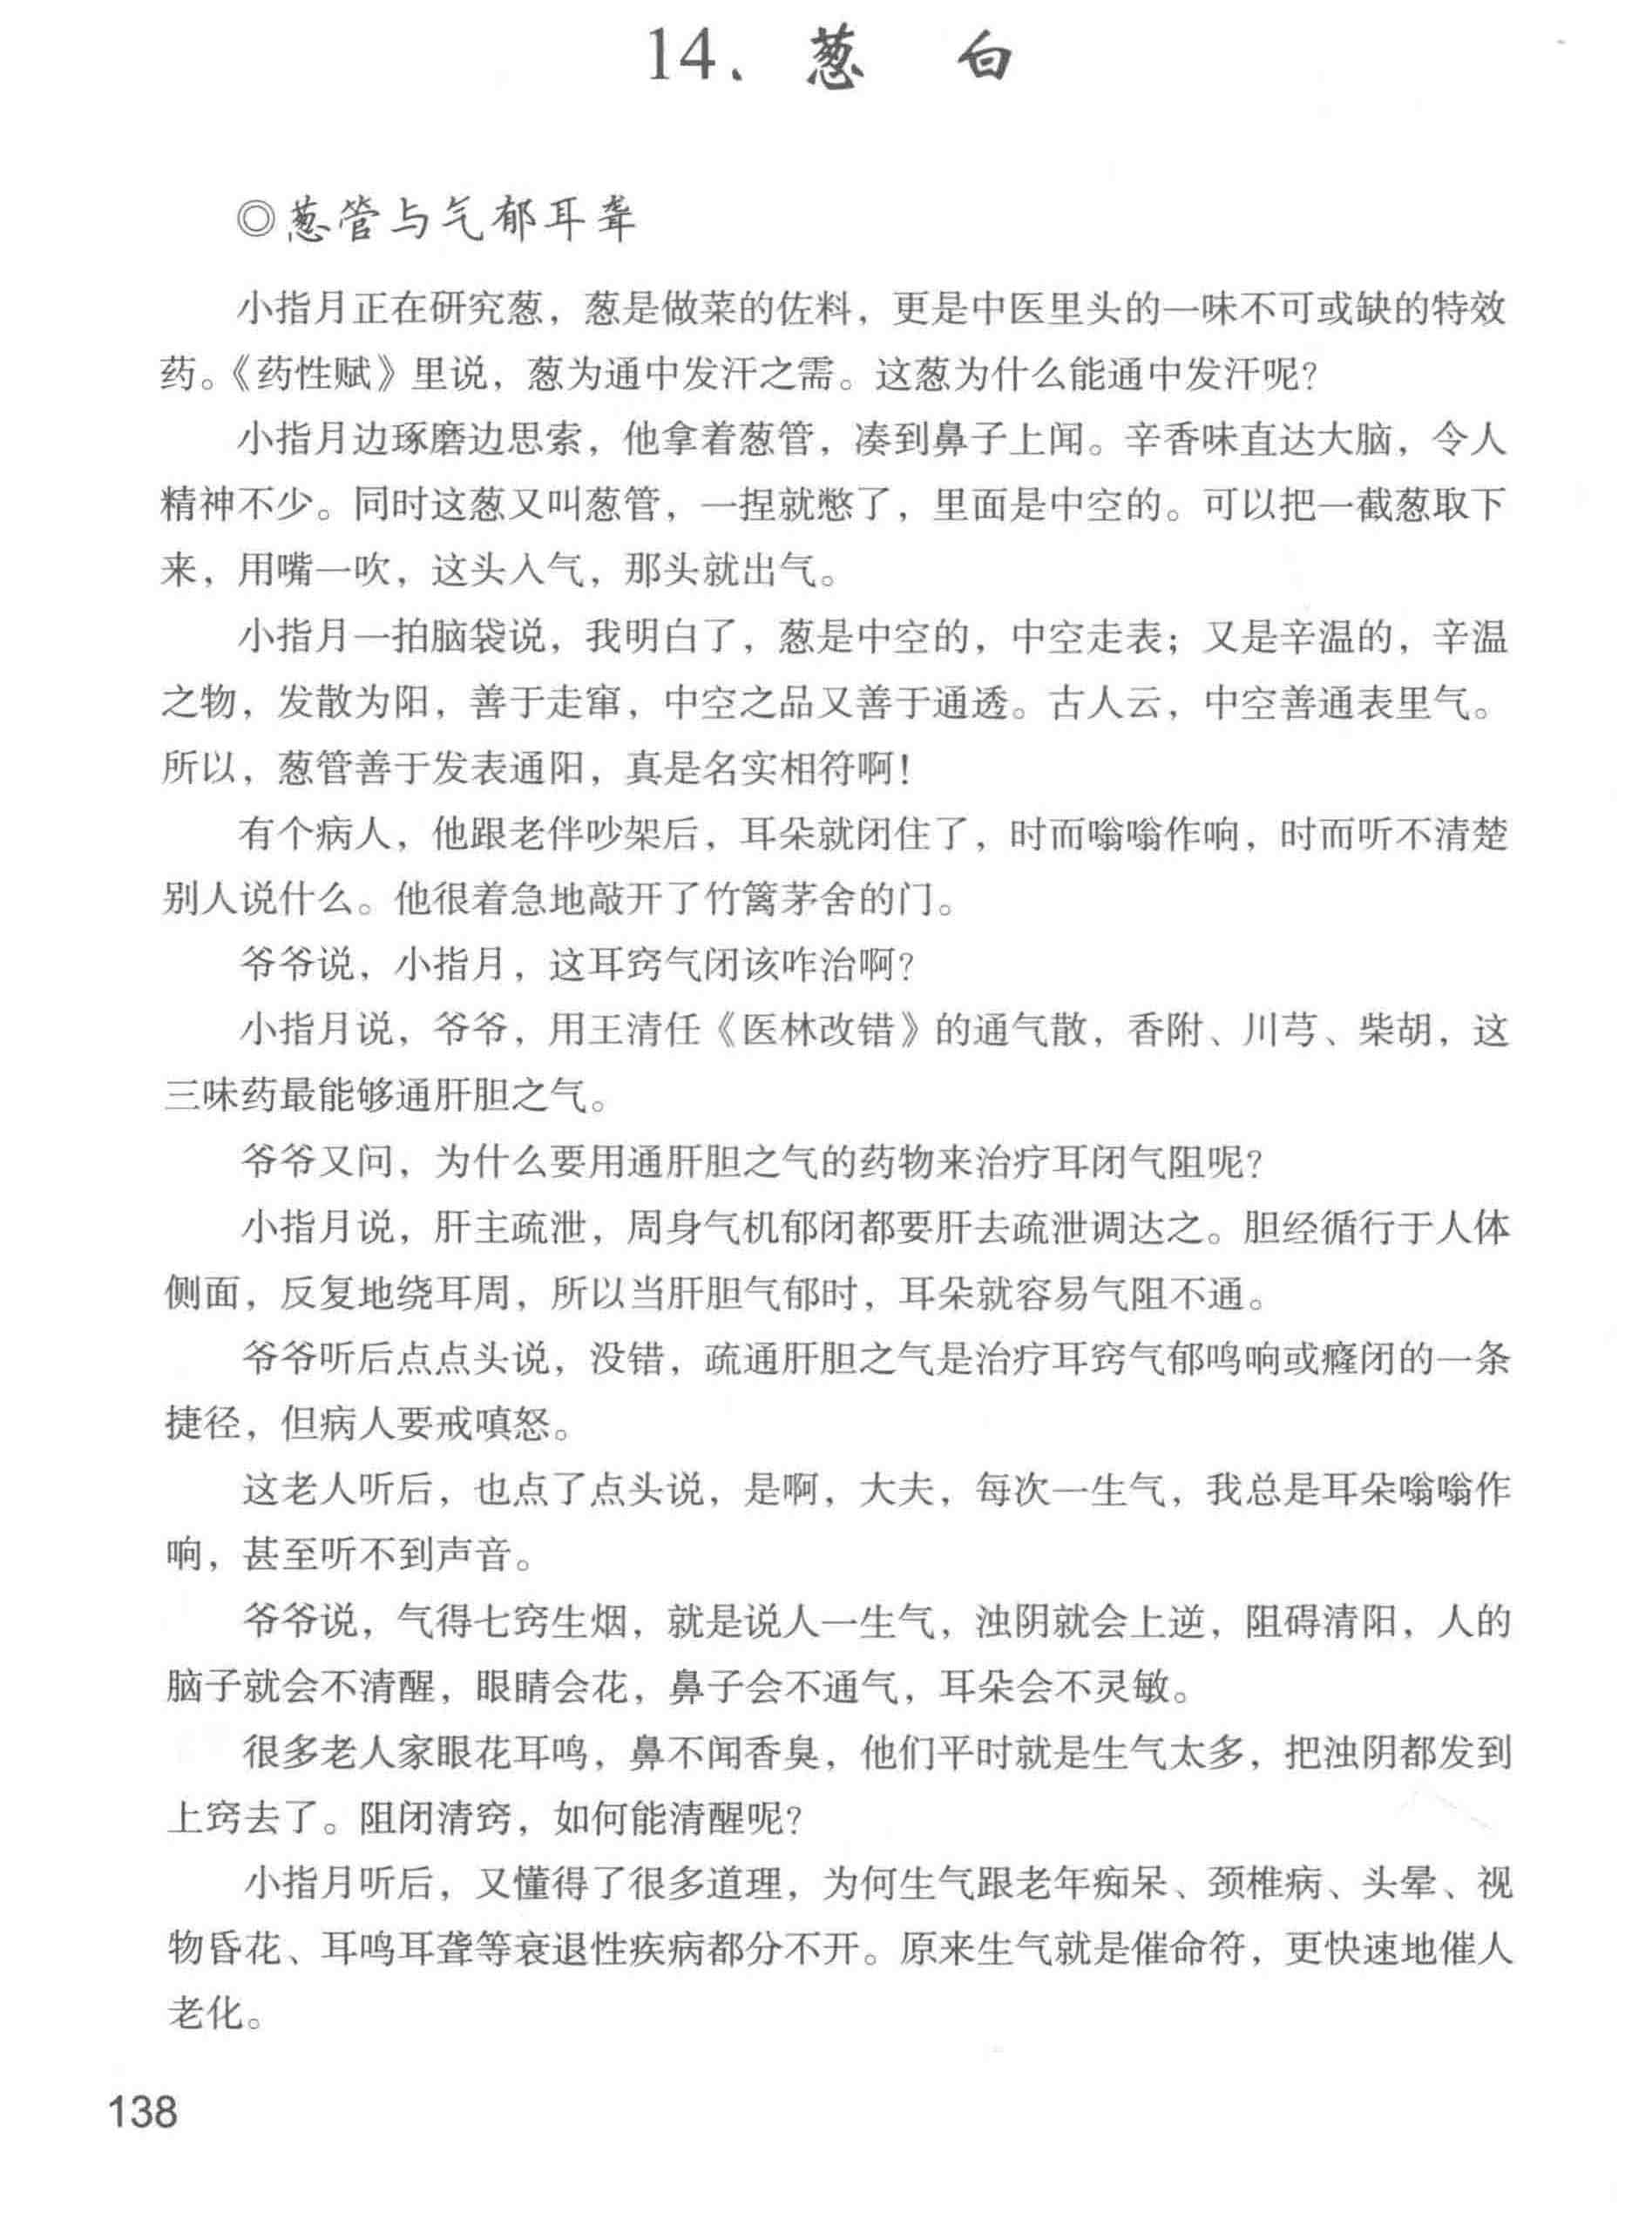 14、葱 白
◎葱管与气郁耳聋
小指月正在研究葱，葱是做菜的佐料，更是中医里头的一味不可或缺的特效
药。《药性赋》里说，葱为通中发汗之需。这葱为什么能通中发汗呢？
小指月边琢磨边思索，他拿着葱管，凑到鼻子上闻。辛香味直达大脑，令人
精神不少。同时这葱又叫葱管，一捏就憋了，里面是中空的。可以把一截葱取下
来，用嘴一吹，这头入气，那头就出气。
小指月一拍脑袋说，我明白了，葱是中空的，中空走表；又是辛温的，辛温
之物，发散为阳，善于走窜，中空之品又善于通透。古人云，中空善通表里气。
所以，葱管善于发表通阳，真是名实相符啊！
有个病人，他跟老伴吵架后，耳朵就闭住了，时而嗡嗡作响，时而听不清楚
别人说什么。他很着急地敲开了竹篱茅舍的门。
爷爷说，小指月，这耳窍气闭该咋治啊？
小指月说，爷爷，用王清任《医林改错》的通气散，香附、川芎、柴胡，这
三味药最能够通肝胆之气。
爷爷又问，为什么要用通肝胆之气的药物来治疗耳闭气阻呢？
小指月说，肝主疏泄，周身气机郁闭都要肝去疏泄调达之。胆经循行于人体
侧面，反复地绕耳周，所以当肝胆气郁时，耳朵就容易气阻不通。
爷爷听后点点头说，没错，疏通肝胆之气是治疗耳窍气郁鸣响或癃闭的一条
捷径，但病人要戒嗔怒。
这老人听后，也点了点头说，是啊，大夫，每次一生气，我总是耳朵嗡嗡作
响，甚至听不到声音。
爷爷说，气得七窍生烟，就是说人一生气，浊阴就会上逆，阻碍清阳，人的
脑子就会不清醒，眼睛会花，鼻子会不通气，耳朵会不灵敏。
很多老人家眼花耳鸣，鼻不闻香臭，他们平时就是生气太多，把浊阴都发到
上窍去了。阻闭清窍，如何能清醒呢？
小指月听后，又懂得了很多道理，为何生气跟老年痴呆、颈椎病、头晕、视
物昏花、耳鸣耳聋等衰退性疾病都分不开。原来生气就是催命符，更快速地催人
老化。
138